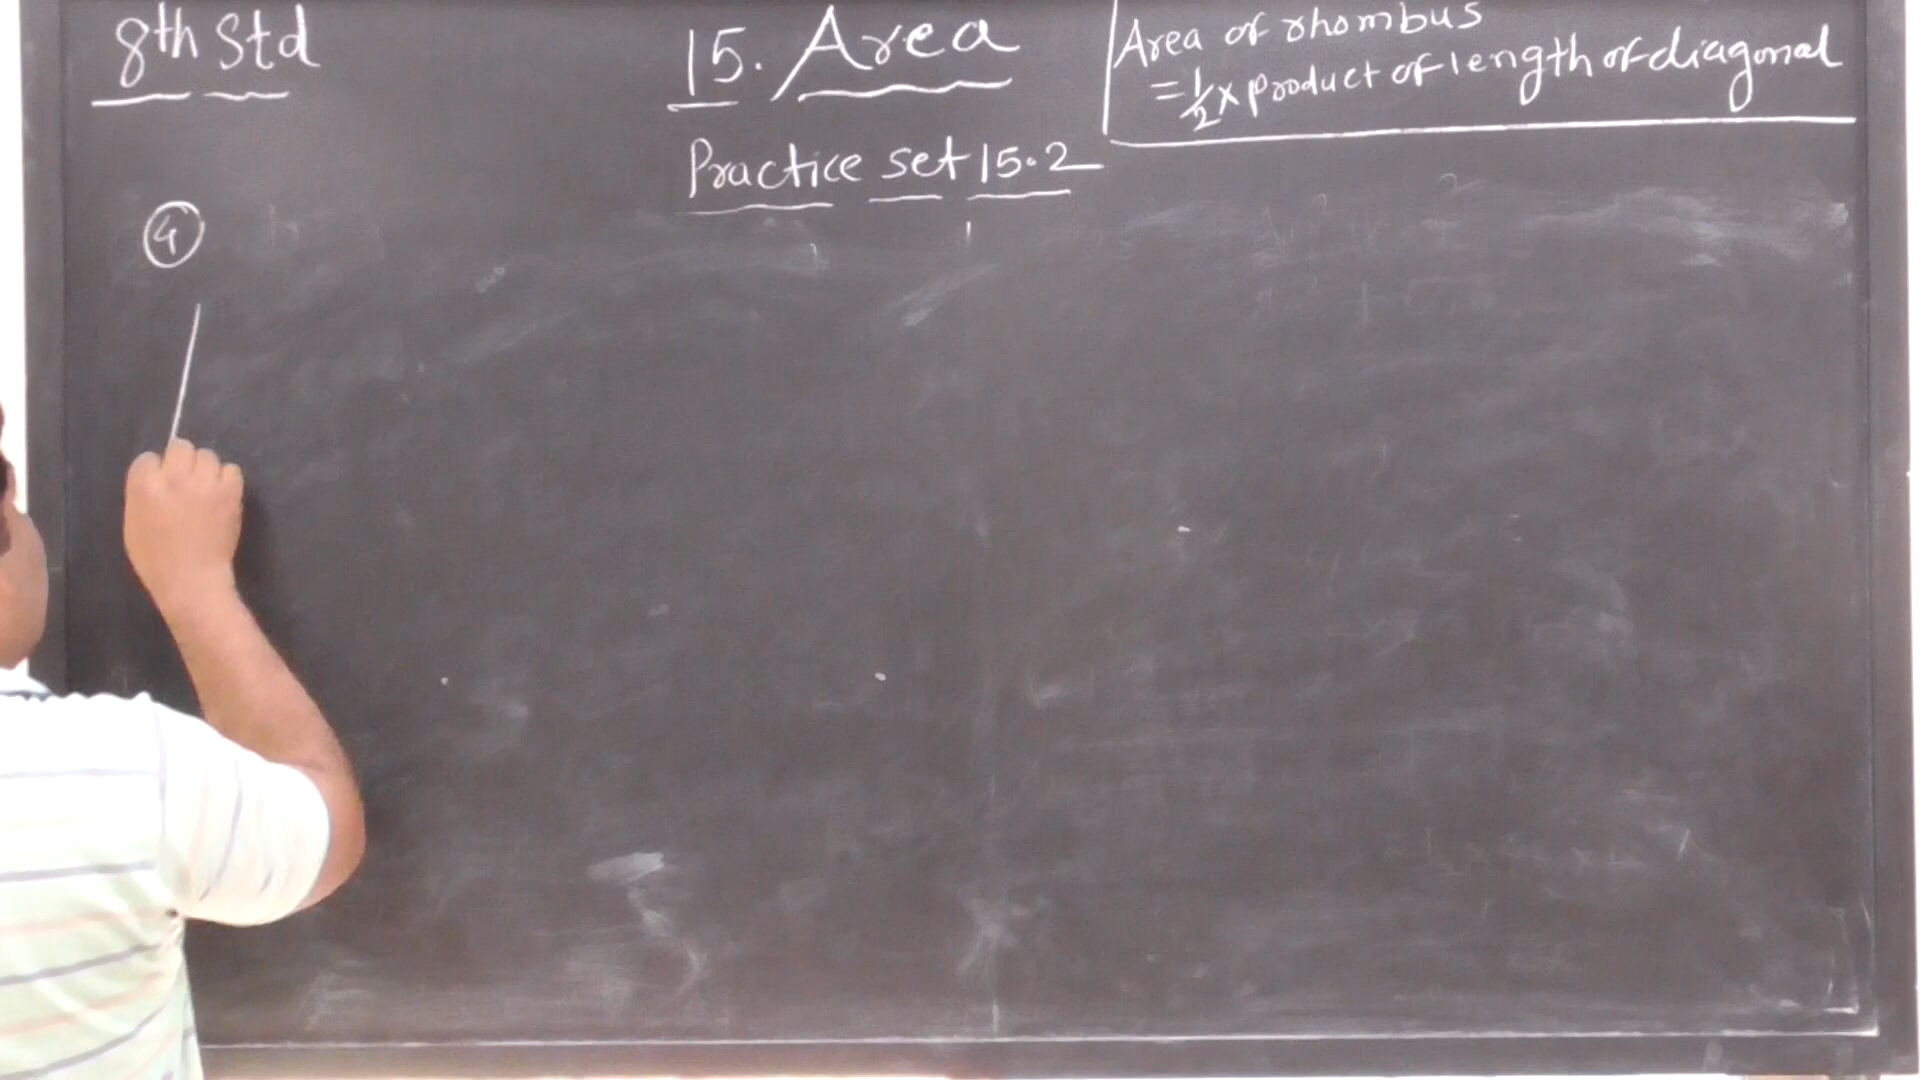 8th Std
15. Area
Area of rhombus
= 1/2 x product of length of diagonal
Practice set 15.2
4